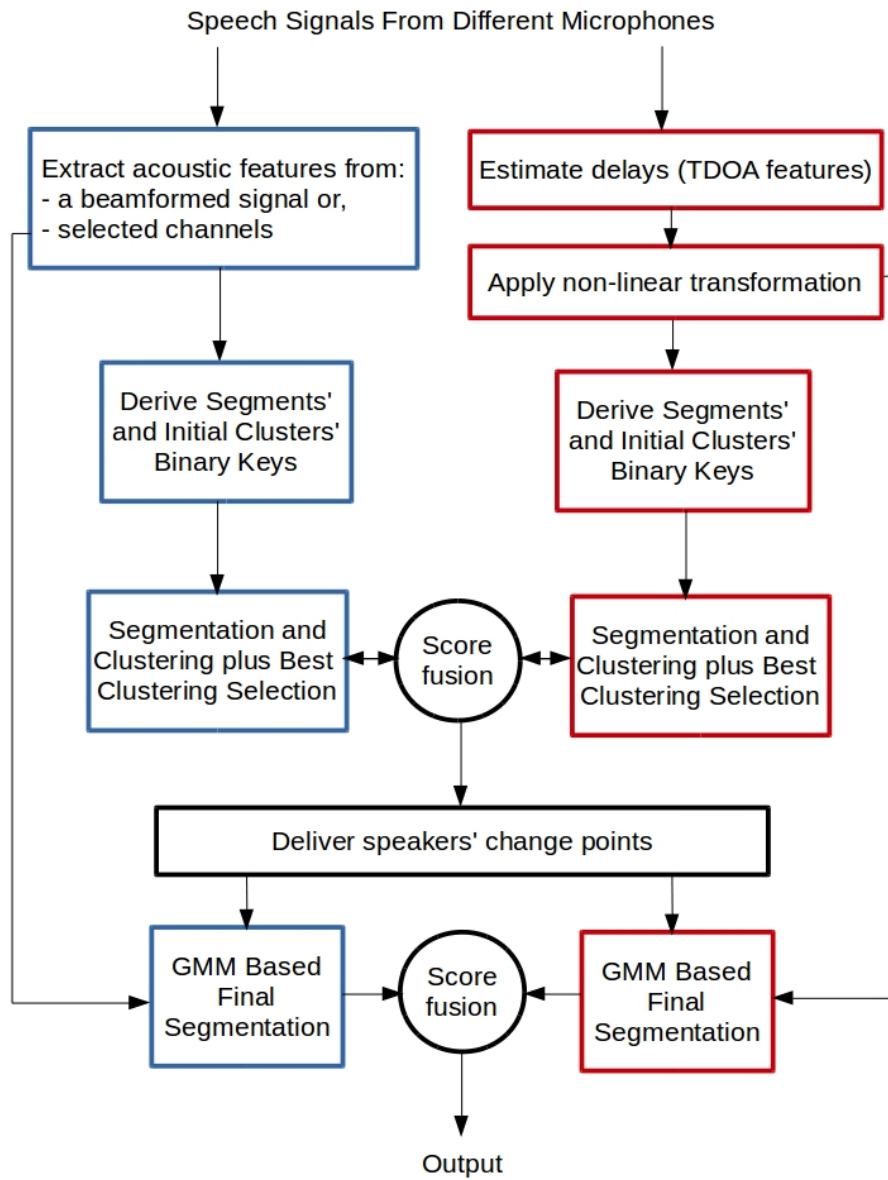 Speech Signals From Different Microphones
Extract acoustic features from:
- a beamformed signal or,
- selected channels
Estimate delays (TDOA features)
Apply non-linear transformation
Derive Segments'
and Initial Clusters'
Binary Keys
Derive Segments'
and Initial Clusters'
Binary Keys
Segmentation and
Clustering plus Best
Clustering Selection
Score
fusion
Segmentation and
Clustering plus Best
Clustering Selection
Deliver speakers' change points
GMM Based
Final
Segmentation
Score
fusion
GMM Based
Final
Segmentation
Output